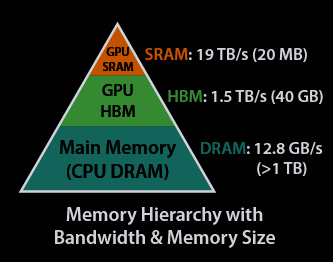 GPU
SRAM
SRAM: 19 TB/s (20 MB)
GPU
HBM
HBM: 1.5 TB/s (40 GB)
Main Memory
(CPU DRAM)
DRAM: 12.8 GB/s
(>1 TB)
Memory Hierarchy with
Bandwidth & Memory Size